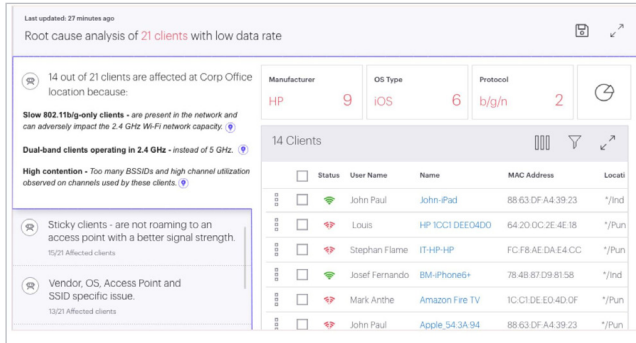 Last updated: 27 minutes ago
Root cause analysis of 21 clients with low data rate
14 out of 21 clients are affected at Corp Office
location because:
Slow 802.11b/g-only clients - are present in the network and
can adversely impact the 2.4 GHz Wi-Fi network capacity.
Dual-band clients operating in 2.4 GHz - instead of 5 GHz.
High contention - Too many BSSIDs and high channel utilization
observed on channels used by these clients.
Sticky clients - are not roaming to an
access point with a better signal strength.
15/21 Affected clients
Vendor, OS, Access Point and
SSID specific issue.
13/21 Affected clients
Manufacturer
HP 9
OS Type
iOS 6
Protocol
b/g/n 2
14 Clients
Status User Name Name MAC Address Locati
John Paul John-iPad 88:63:DF:A4:39:23 */Ind
Louis HP 1CC1 DEE04D0 64:20:0C:2E:4E:18 */Pun
Stephan Flame IT-HP-HP FC:F8:AE:DA:E4:CC */Pun
Josef Fernando BM-iPhone6+ 78:4B:87:D9:81:58 */Ind
Mark Anthe Amazon Fire TV 1C:C1:DE:E0:4D:0F */Pun
John Paul Apple_54:3A:94 88:63:DF:A4:39:23 */Pun